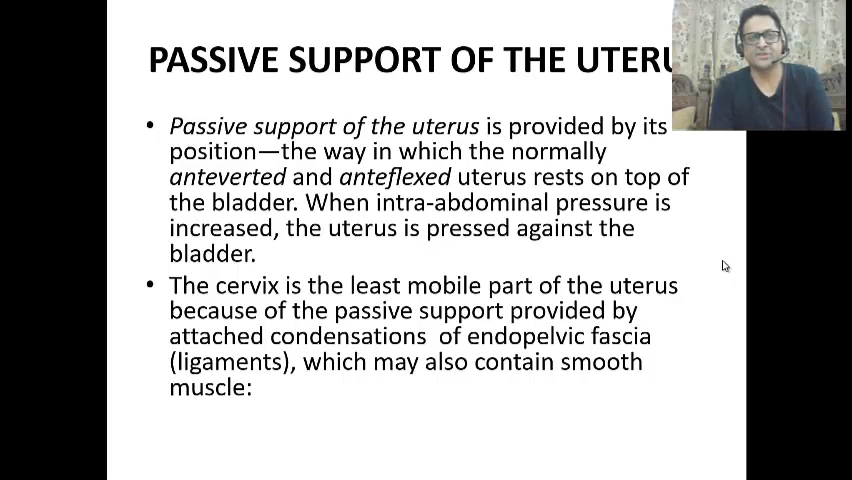 PASSIVE SUPPORT OF THE UTERU
• Passive support of the uterus is provided by its
position—the way in which the normally
anteverted and anteflexed uterus rests on top of
the bladder. When intra-abdominal pressure is
increased, the uterus is pressed against the
bladder.
• The cervix is the least mobile part of the uterus
because of the passive support provided by
attached condensations of endopelvic fascia
(ligaments), which may also contain smooth
muscle: